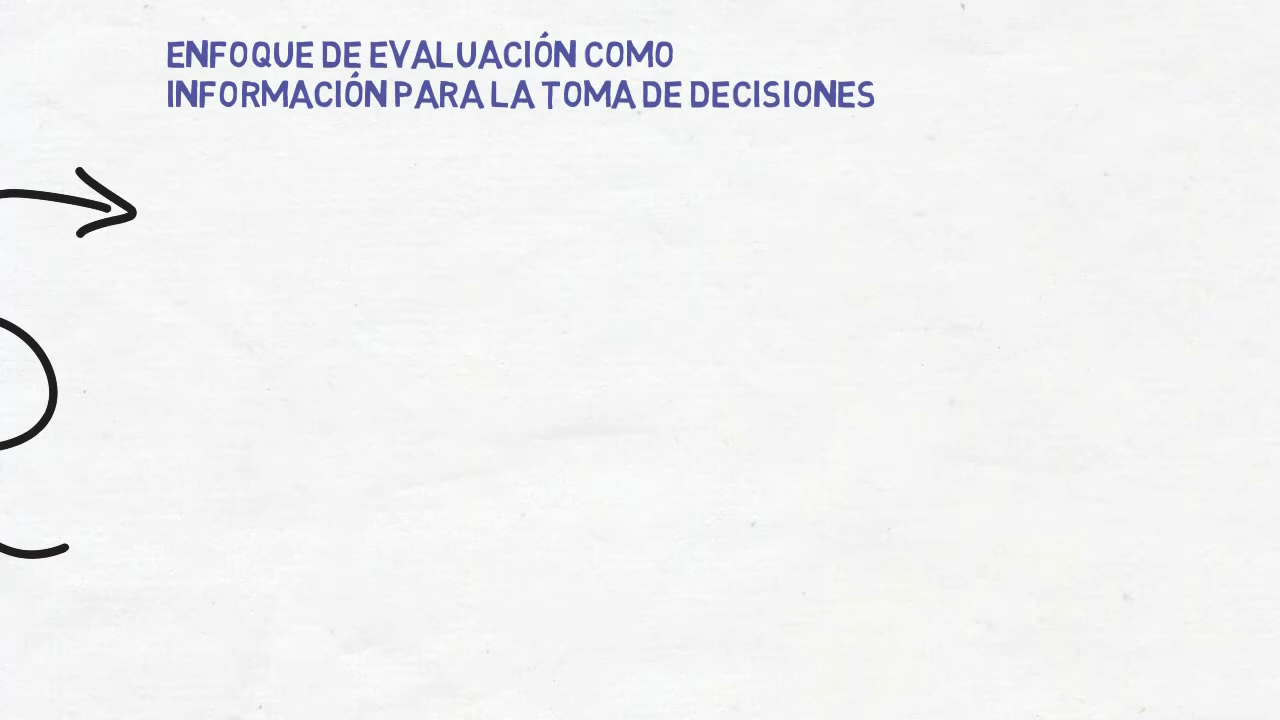 ENFOQUE DE EVALUACIÓN COMO
INFORMACIÓN PARA LA TOMA DE DECISIONES